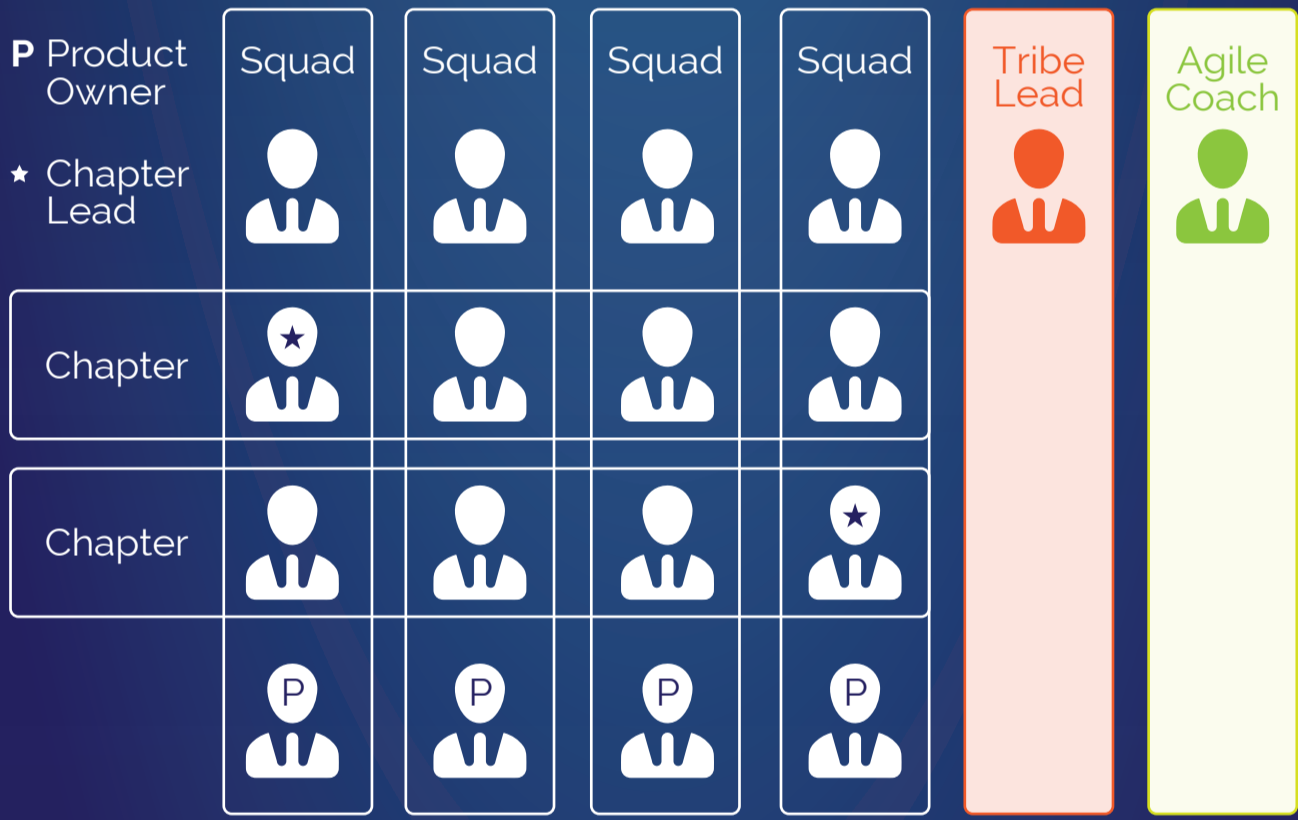 P Product
Owner
★ Chapter
Lead
Squad
Squad
Squad
Squad
Tribe
Lead
Agile
Coach
Chapter
★
Chapter
★
P
P
P
P